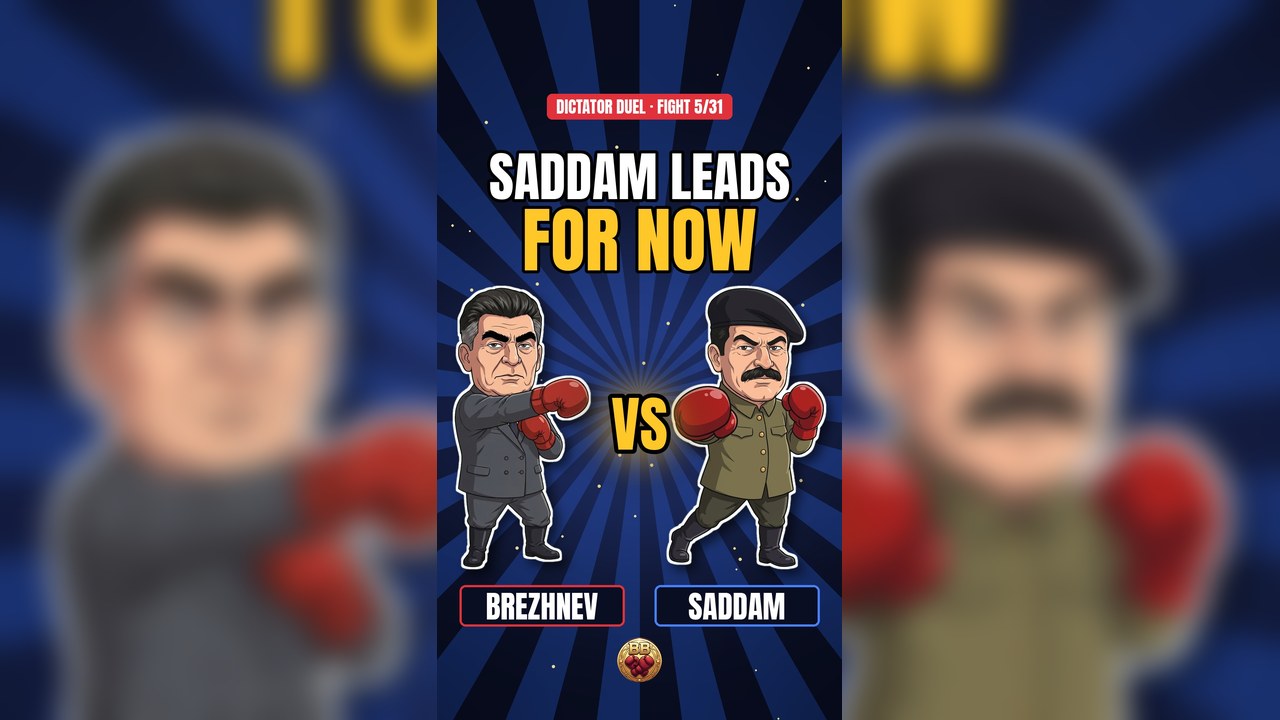 DICTATOR DUEL · FIGHT 5/31
SADDAM LEADS
FOR NOW
VS
BREZHNEV
SADDAM
BB